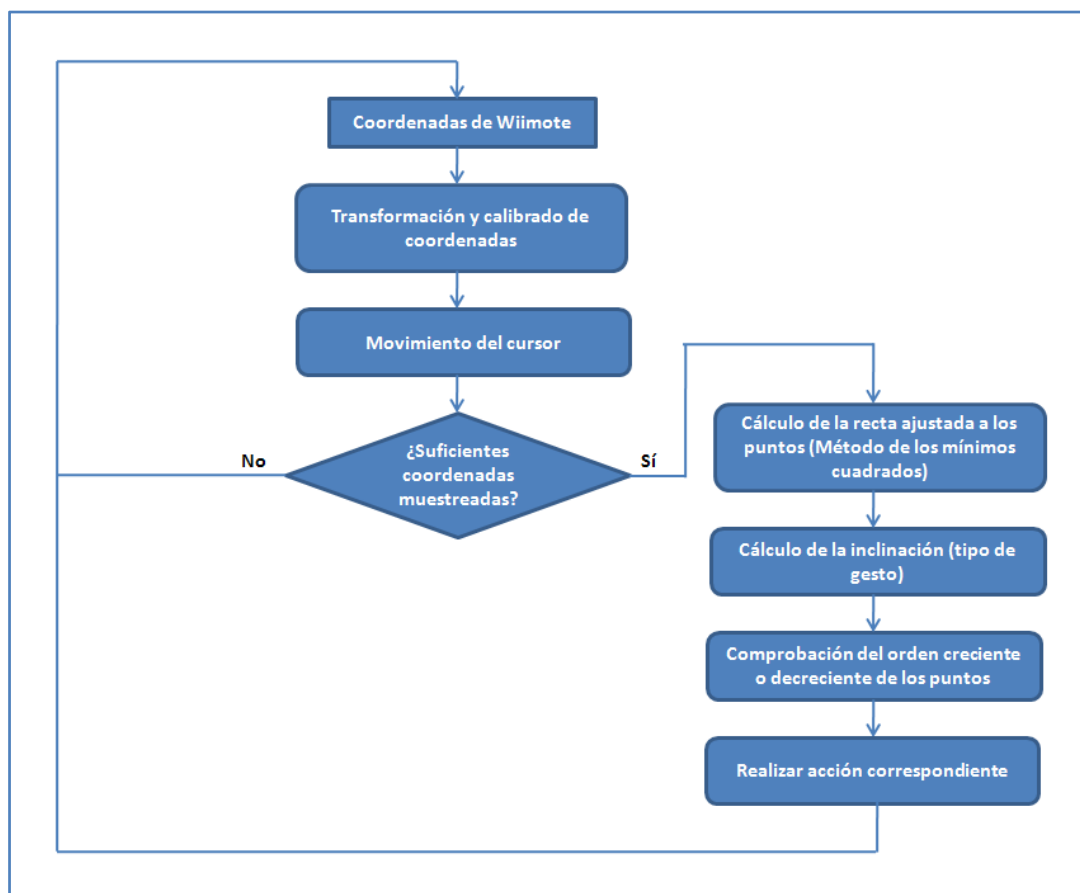 Coordenadas de Wiimote
Transformación y calibrado de
coordenadas
Movimiento del cursor
¿Suficientes
coordenadas
muestreadas?
No
Sí
Cálculo de la recta ajustada a los
puntos (Método de los mínimos
cuadrados)
Cálculo de la inclinación (tipo de
gesto)
Comprobación del orden creciente
o decreciente de los puntos
Realizar acción correspondiente